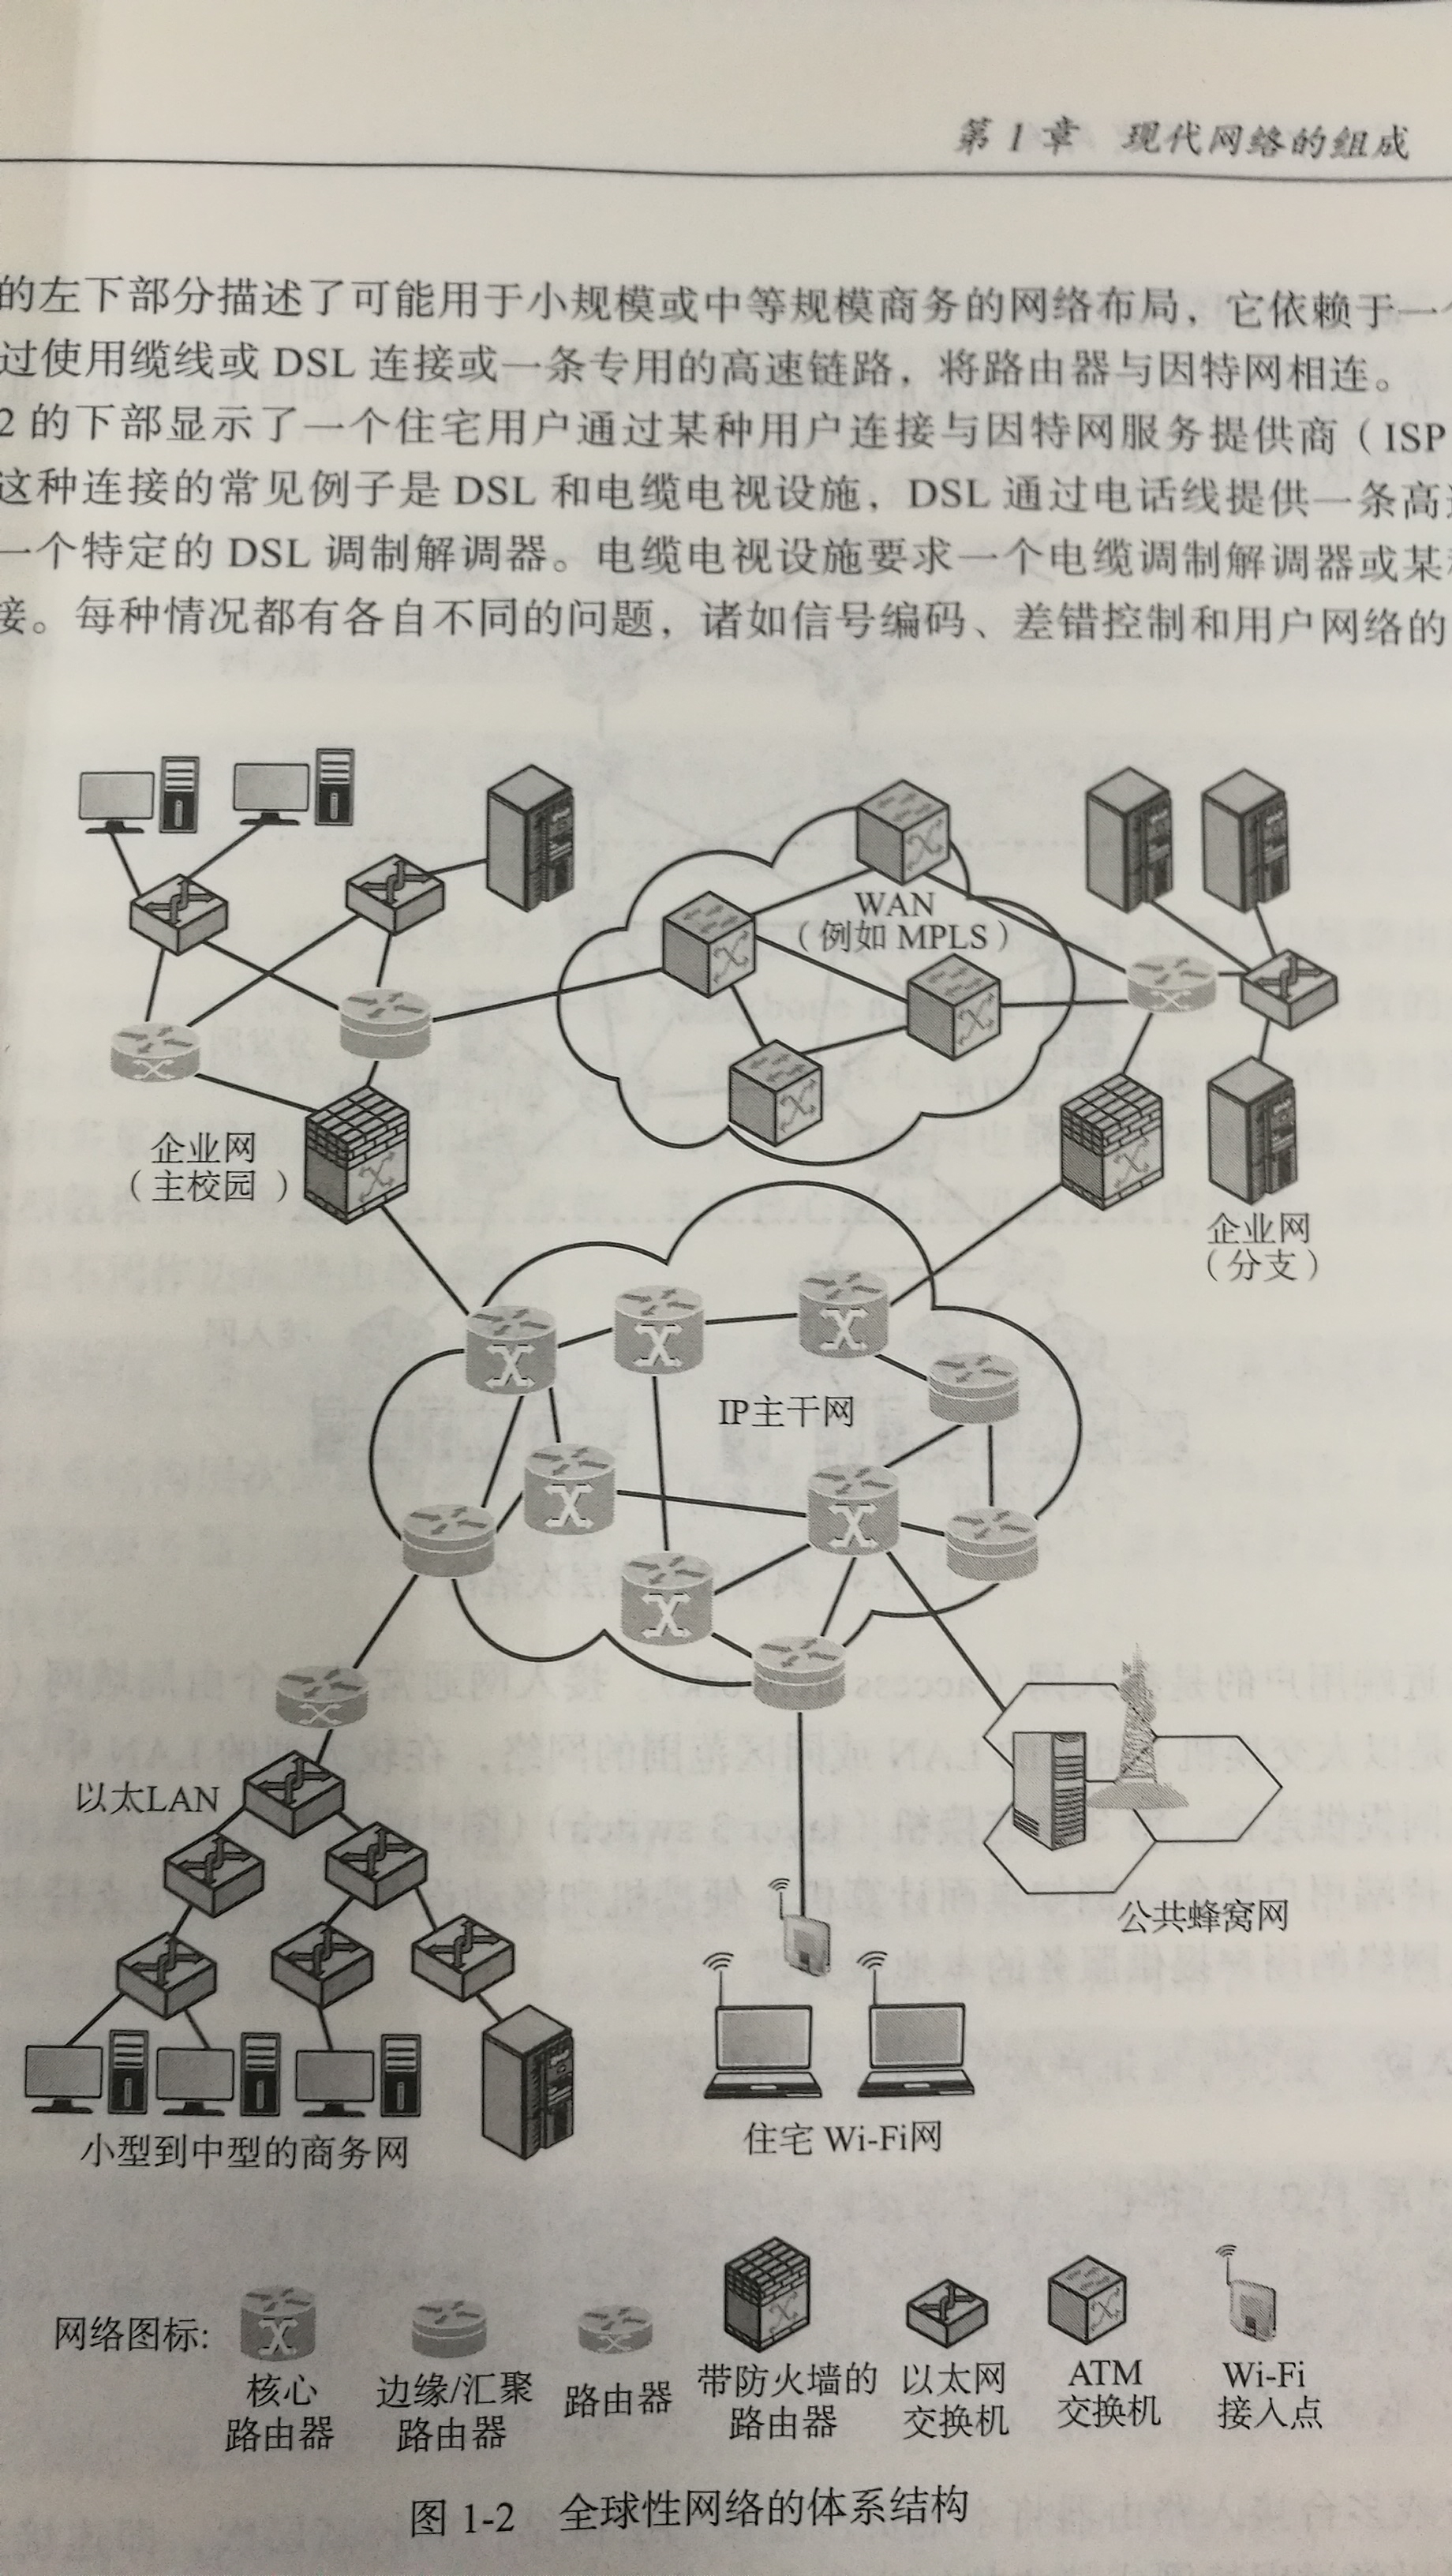 第 1 章 现代网络的组成
的左下部分描述了可能用于小规模或中等规模商务的网络布局，它依赖于一个
过使用缆线或 DSL 连接或一条专用的高速链路，将路由器与因特网相连。
2 的下部显示了一个住宅用户通过某种用户连接与因特网服务提供商（ISP
这种连接的常见例子是 DSL 和电缆电视设施，DSL 通过电话线提供一条高
一个特定的 DSL 调制解调器。电缆电视设施要求一个电缆调制解调器或某
接。每种情况都有各自不同的问题，诸如信号编码、差错控制和用户网络的
WAN
（例如 MPLS）
企业网
（主校园 ）
企业网
（分支）
IP主干网
以太LAN
公共蜂窝网
小型到中型的商务网
住宅 Wi-Fi网
网络图标:
核心
路由器
边缘/汇聚
路由器
路由器
带防火墙的
路由器
以太网
交换机
ATM
交换机
Wi-Fi
接入点
图 1-2 全球性网络的体系结构